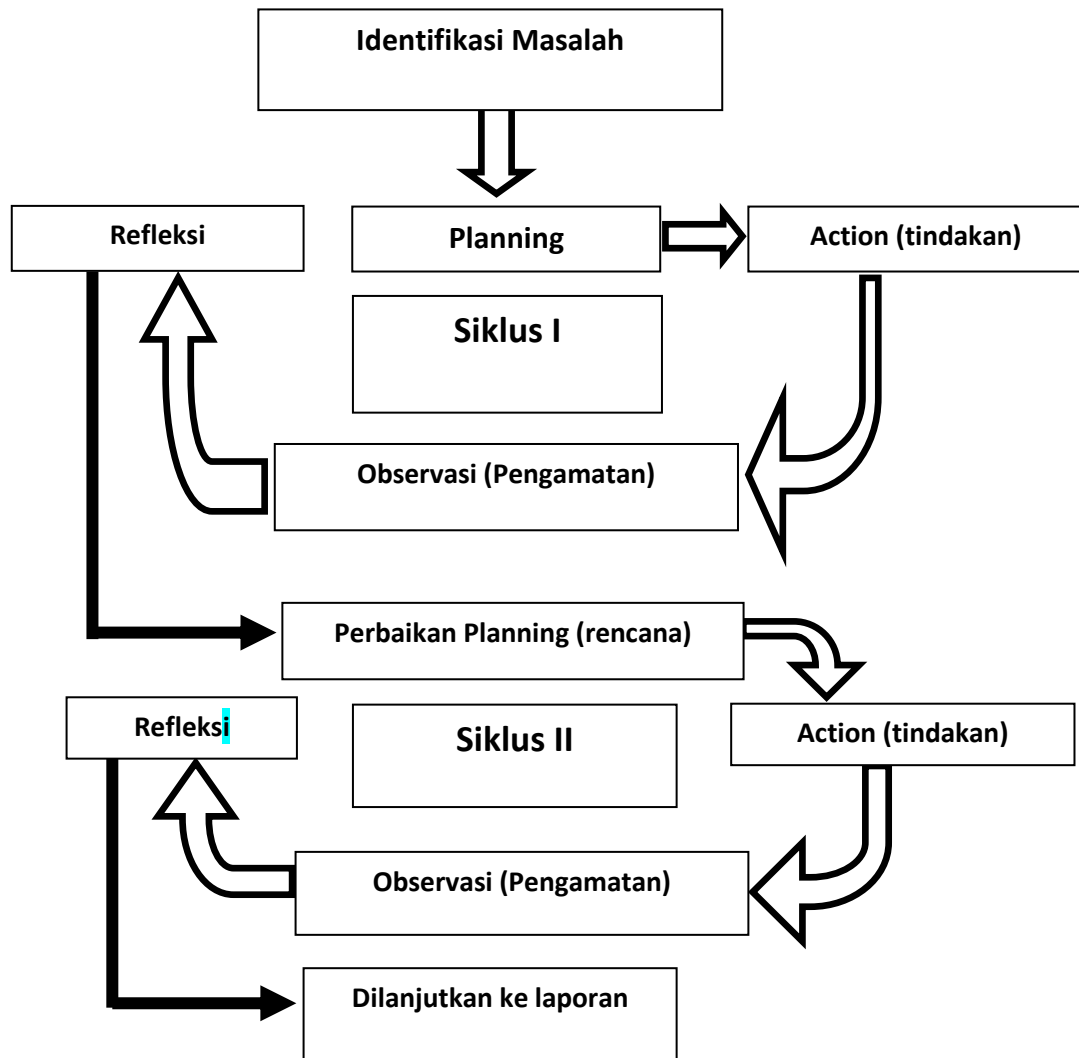 Identifikasi Masalah
Refleksi
Planning
Action (tindakan)
Siklus I
Observasi (Pengamatan)
Perbaikan Planning (rencana)
Refleksi
Siklus II
Action (tindakan)
Observasi (Pengamatan)
Dilanjutkan ke laporan